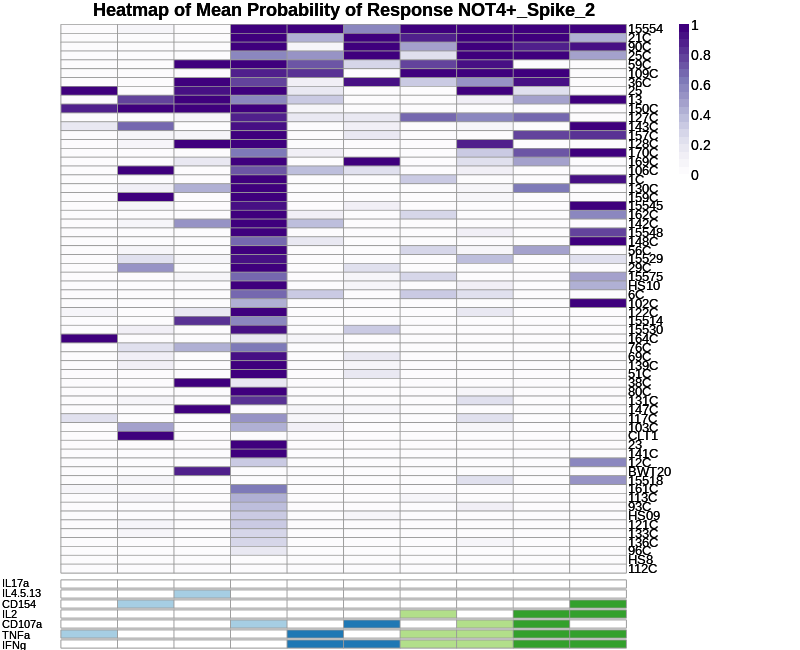 Heatmap of Mean Probability of Response NOT4+_Spike_2
15554
21C
90C
25C
59C
109C
36C
25
13
150C
127C
143C
157C
128C
170C
169C
106C
1C
130C
159C
15545
162C
142C
15548
148C
56C
15529
29C
15575
HS10
6C
102C
122C
15514
15530
164C
76C
69C
139C
51C
38C
80C
131C
147C
117C
103C
CLT1
23
141C
12C
BWT20
15518
161C
113C
93C
HS09
121C
133C
136C
96C
HS8
112C
1
0.8
0.6
0.4
0.2
0
IL17a
IL4.5.13
CD154
IL2
CD107a
TNFa
IFNg